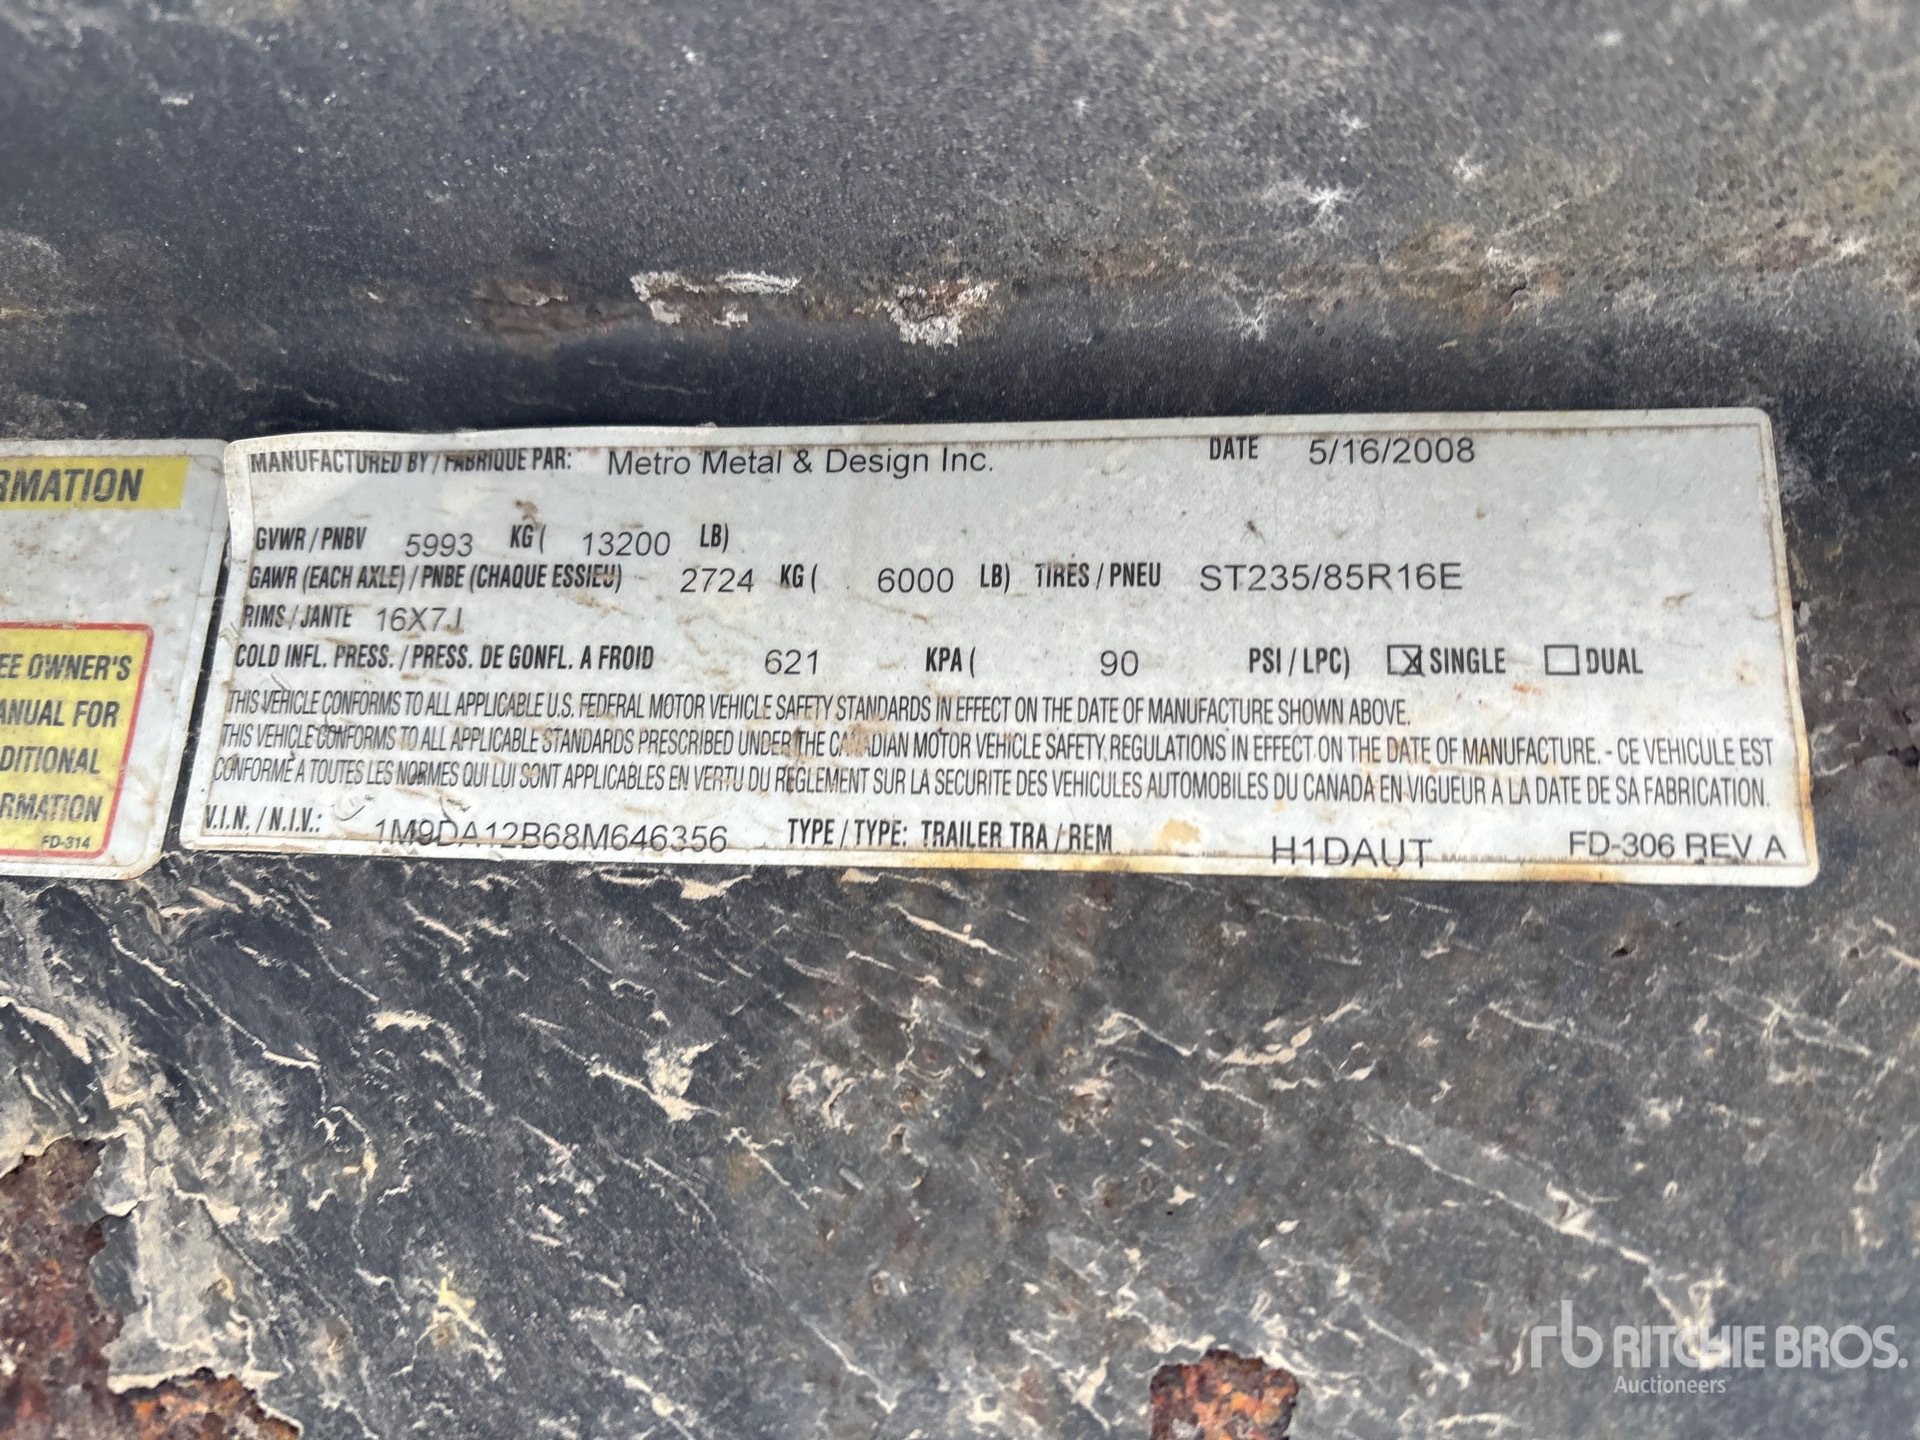 RMATION
EE OWNER'S
ANUAL FOR
DITIONAL
RMATION
FD-314
MANUFACTURED BY / FABRIQUE PAR: Metro Metal & Design Inc. DATE 5/16/2008
GVWR / PNBV 5993 KG ( 13200 LB)
GAWR (EACH AXLE) / PNBE (CHAQUE ESSIEU) 2724 KG ( 6000 LB) TIRES / PNEU ST235/85R16E
RIMS / JANTE 16X7J
COLD INFL. PRESS. / PRESS. DE GONFL. A FROID 621 KPA ( 90 PSI / LPC) SINGLE DUAL
THIS VEHICLE CONFORMS TO ALL APPLICABLE U.S. FEDERAL MOTOR VEHICLE SAFETY STANDARDS IN EFFECT ON THE DATE OF MANUFACTURE SHOWN ABOVE.
THIS VEHICLE CONFORMS TO ALL APPLICABLE STANDARDS PRESCRIBED UNDER THE CANADIAN MOTOR VEHICLE SAFETY REGULATIONS IN EFFECT ON THE DATE OF MANUFACTURE. - CE VEHICULE EST
CONFORME A TOUTES LES NORMES QUI LUI SONT APPLICABLES EN VERTU DU REGLEMENT SUR LA SECURITE DES VEHICULES AUTOMOBILES DU CANADA EN VIGUEUR A LA DATE DE SA FABRICATION.
V.I.N. / N.I.V.: 1M9DA12B68M646356 TYPE / TYPE: TRAILER TRA / REM H1DAUT FD-306 REV A
rb RITCHIE BROS.
Auctioneers